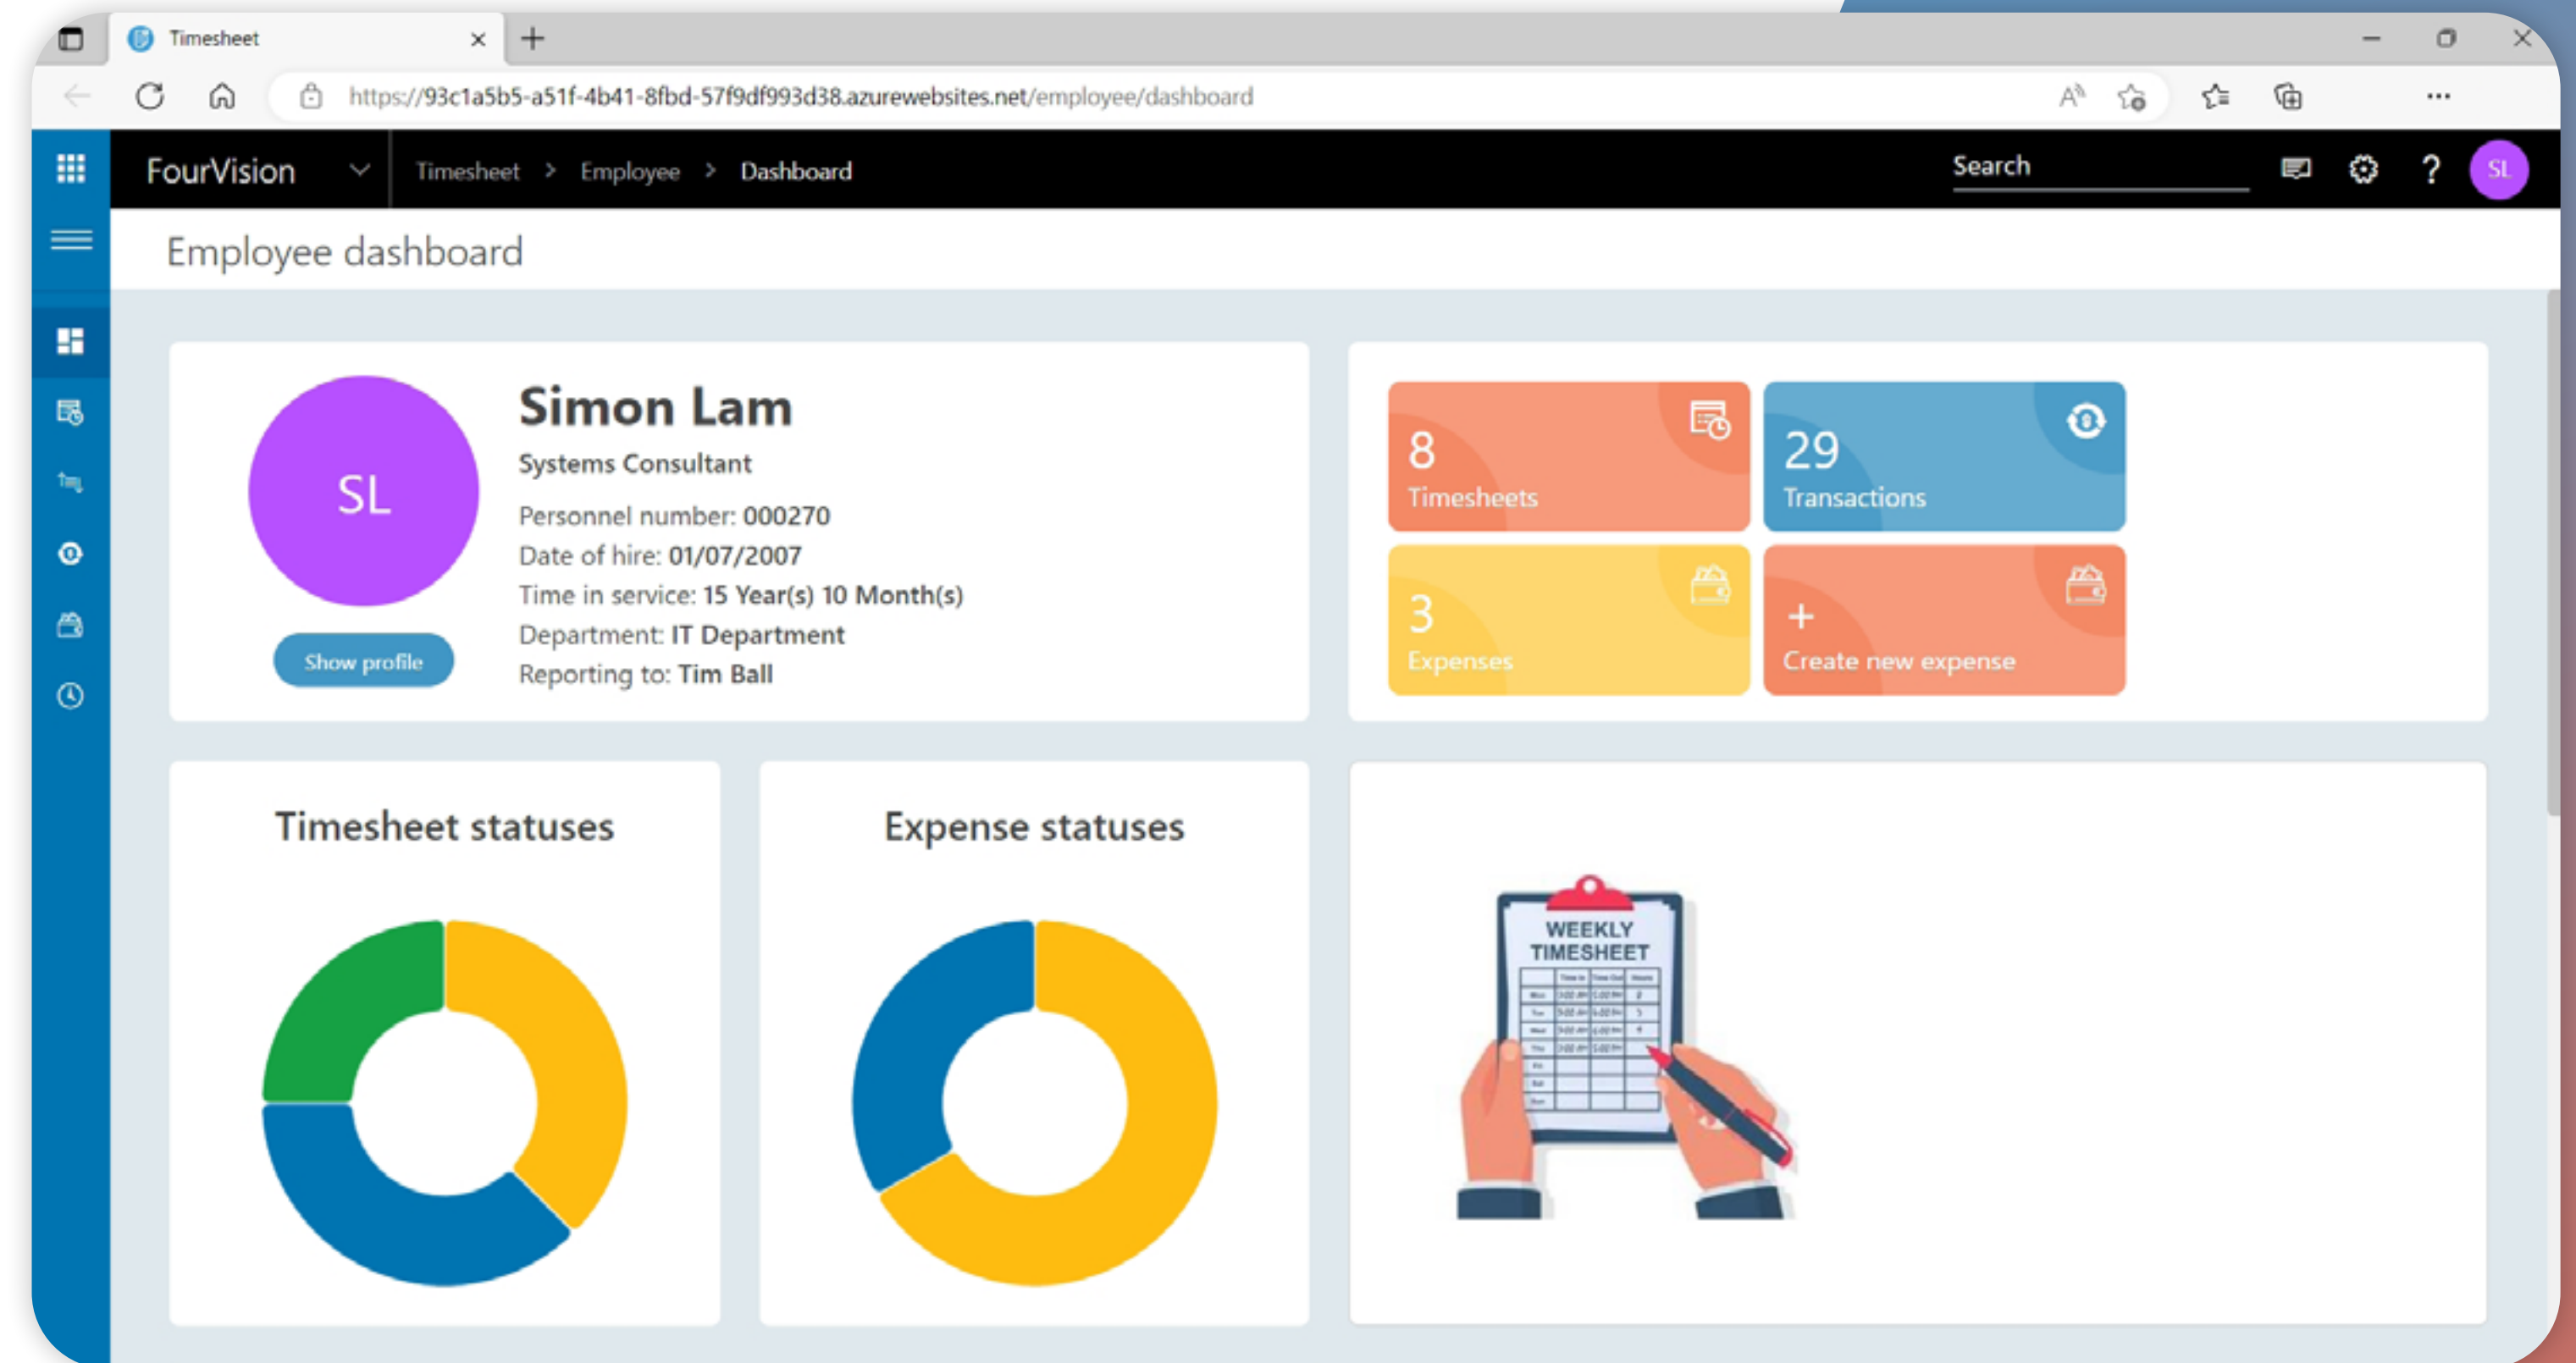 Timesheet
https://93c1a5b5-a51f-4b41-8fbd-57f9df993d38.azurewebsites.net/employee/dashboard
FourVision
Timesheet > Employee > Dashboard
Search
?
SL
Employee dashboard
SL
Show profile
Simon Lam
Systems Consultant
Personnel number: 000270
Date of hire: 01/07/2007
Time in service: 15 Year(s) 10 Month(s)
Department: IT Department
Reporting to: Tim Ball
8
Timesheets
29
Transactions
3
Expenses
+
Create new expense
Timesheet statuses
Expense statuses
WEEKLY
TIMESHEET